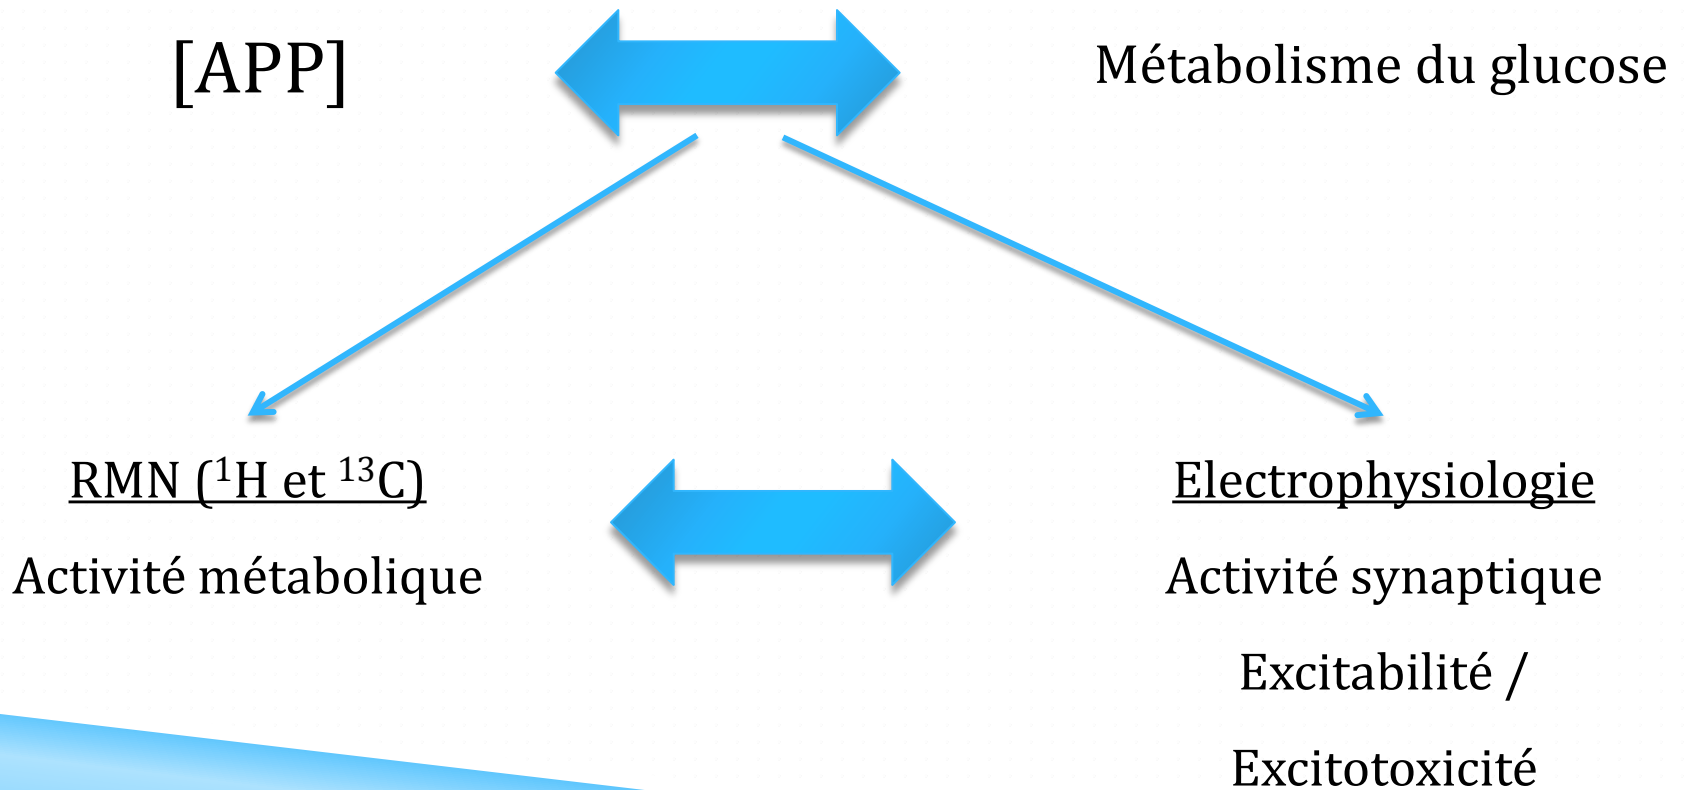 [APP]
Métabolisme du glucose
RMN (¹H et ¹³C)
Activité métabolique
Electrophysiologie
Activité synaptique
Excitabilité /
Excitotoxicité